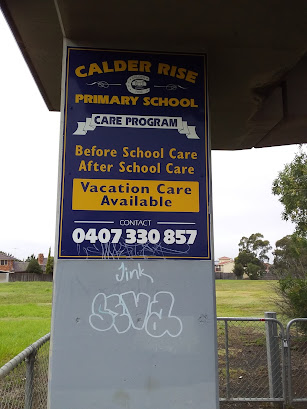 CALDER RISE
PRIMARY SCHOOL
CARE PROGRAM
Before School Care
After School Care
Vacation Care
Available
CONTACT
0407 330 857